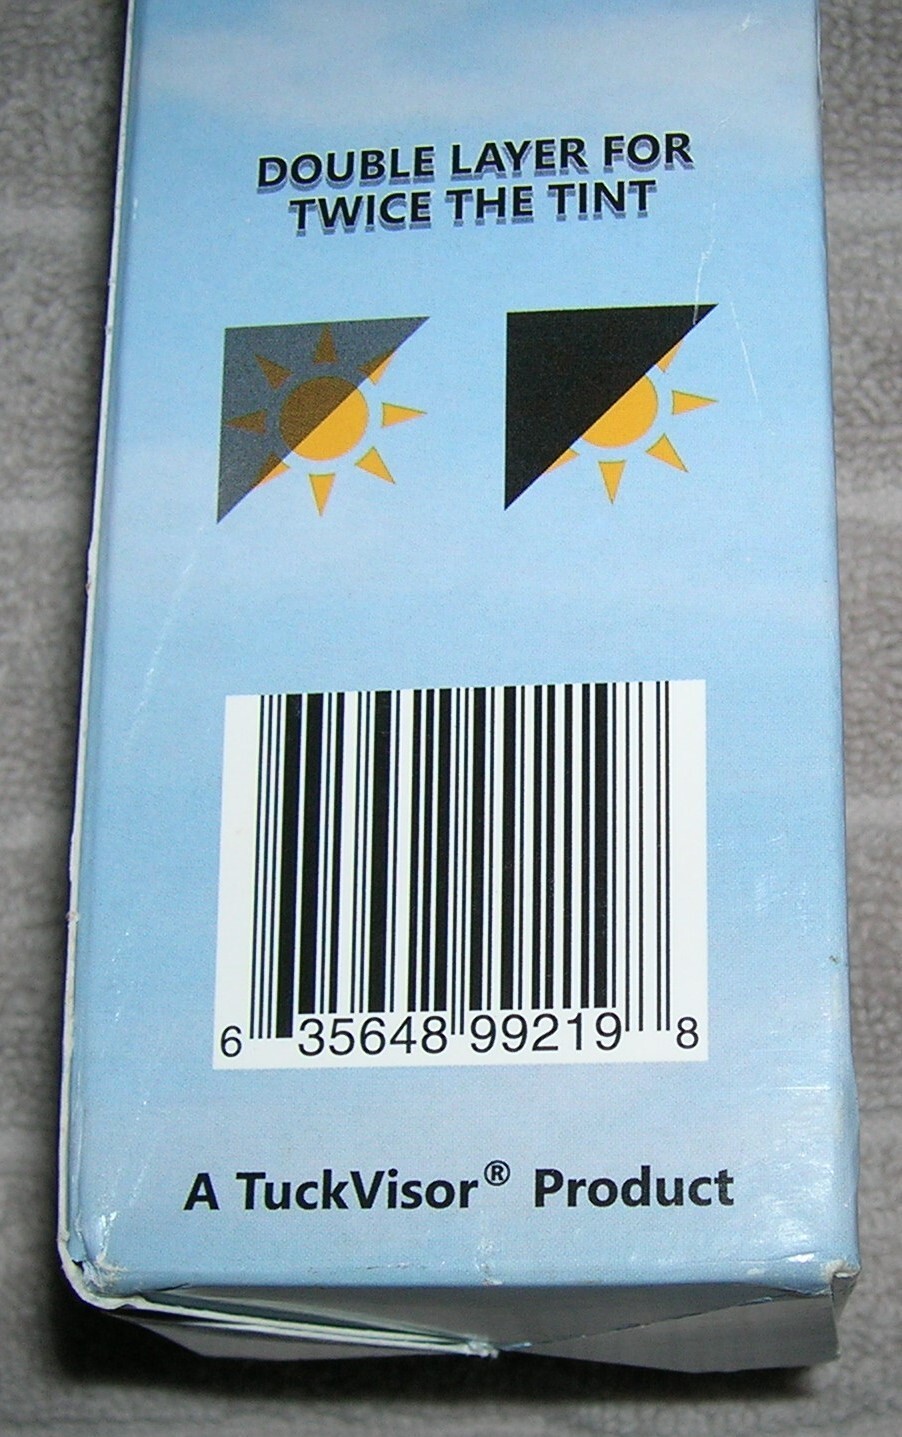 DOUBLE LAYER FOR
TWICE THE TINT
6 35648 99219 8
A TuckVisor® Product